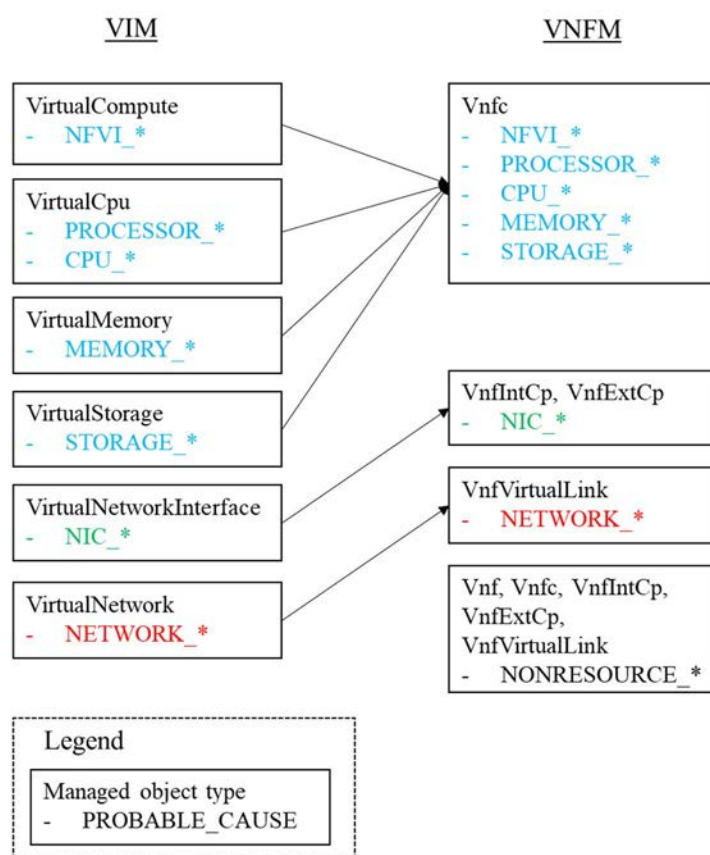 VIM
VirtualCompute
- NFVI_*
VirtualCpu
- PROCESSOR_*
- CPU_*
VirtualMemory
- MEMORY_*
VirtualStorage
- STORAGE_*
VirtualNetworkInterface
- NIC_*
VirtualNetwork
- NETWORK_*
VNFM
Vnfc
- NFVI_*
- PROCESSOR_*
- CPU_*
- MEMORY_*
- STORAGE_*
VnfIntCp, VnfExtCp
- NIC_*
VnfVirtualLink
- NETWORK_*
Vnf, Vnfc, VnfIntCp,
VnfExtCp,
VnfVirtualLink
- NONRESOURCE_*
Legend
Managed object type
- PROBABLE_CAUSE